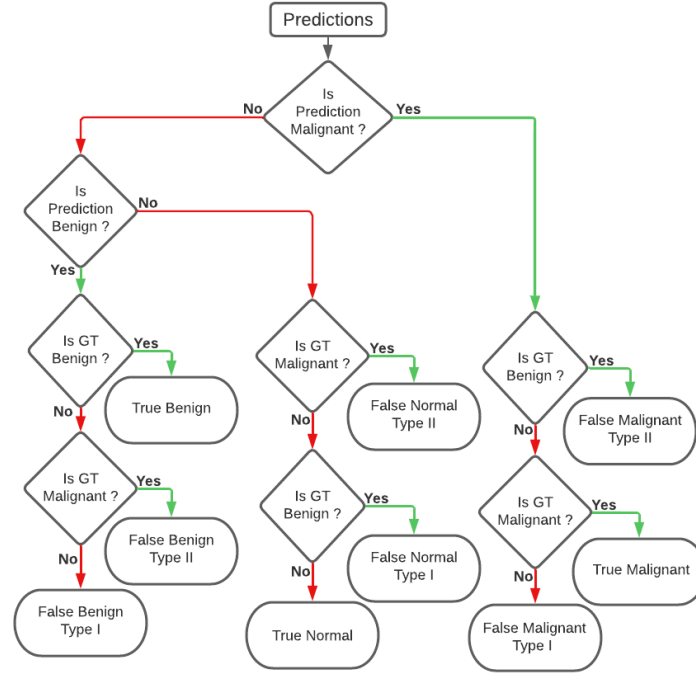 Predictions
Is
Prediction
Malignant ?
No
Yes
Is
Prediction
Benign ?
No
Yes
Is GT
Benign ?
Yes
No
True Benign
Is GT
Malignant ?
Yes
No
False Benign
Type II
False Benign
Type I
Is GT
Malignant ?
Yes
No
False Normal
Type II
Is GT
Benign ?
Yes
No
False Normal
Type I
True Normal
Is GT
Benign ?
Yes
No
False Malignant
Type II
Is GT
Malignant ?
Yes
No
True Malignant
False Malignant
Type I